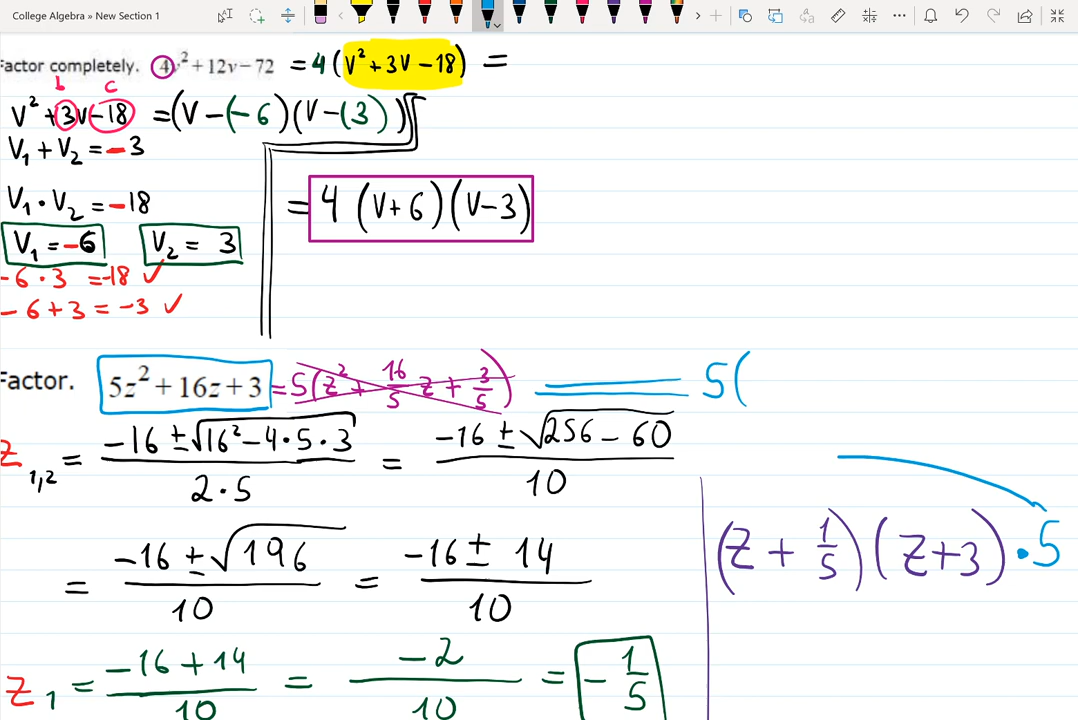 College Algebra » New Section 1
Factor completely. 4v² + 12v − 72 = 4 (v² + 3v − 18) =
b c
v² + 3v − 18 = (v − (−6)(v − (3))
v₁ + v₂ = −3
v₁ • v₂ = −18
= 4 (v + 6)(v − 3)
v₁ = −6 v₂ = 3
−6 • 3 = −18 ✓
−6 + 3 = −3 ✓
Factor. 5z² + 16z + 3 = 5(z² + 16/5 z + 3/5) = 5(
z₁,₂ = (−16 ± √(16² − 4 • 5 • 3))/(2 • 5) = (−16 ± √(256 − 60))/10
(z + 1/5)(z + 3) • 5
= (−16 ± √196)/10 = (−16 ± 14)/10
z₁ = (−16 + 14)/10 = −2/10 = −1/5